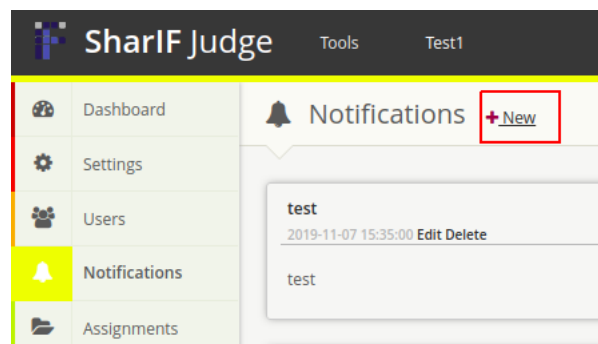 SharIF Judge Tools Test1
Dashboard
Settings
Users
Notifications
Assignments
Notifications +New
test
2019-11-07 15:35:00 Edit Delete
test